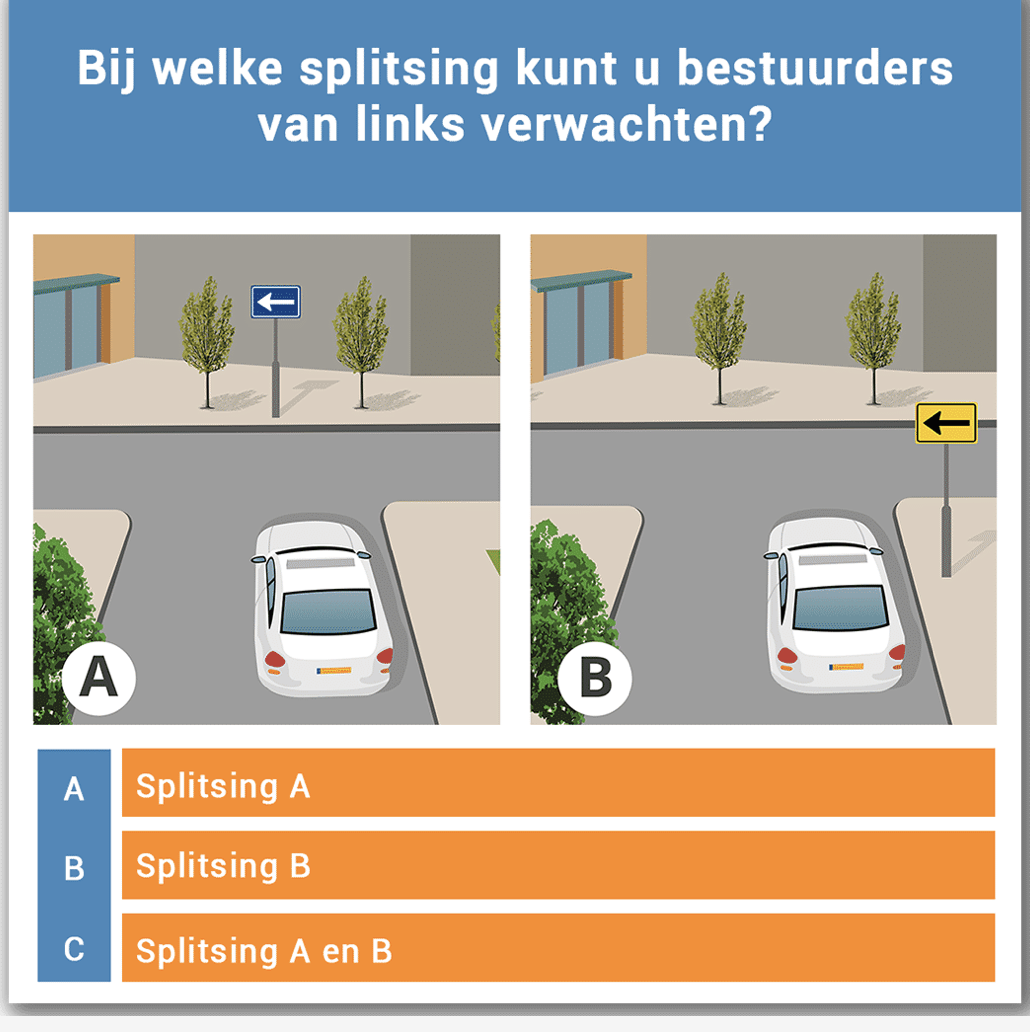 Bij welke splitsing kunt u bestuurders
van links verwachten?
A
B
A
Splitsing A
B
Splitsing B
C
Splitsing A en B